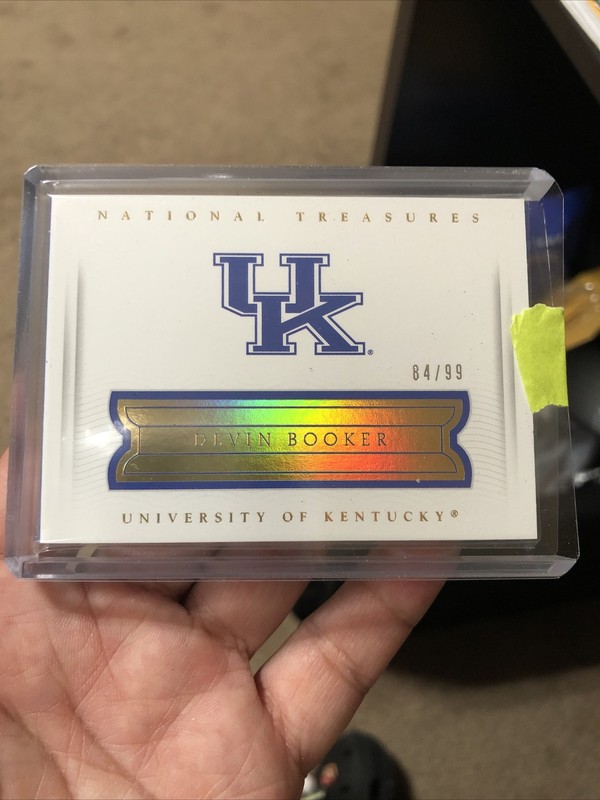 NATIONAL TREASURES
UK®
84/99
DEVIN BOOKER
UNIVERSITY OF KENTUCKY®